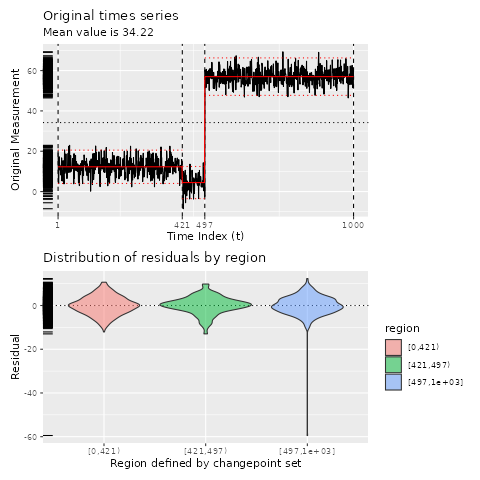 Original times series
Mean value is 34.22
Original Measurement
60
40
20
0
1
421
497
1000
Time Index (t)
Distribution of residuals by region
Residual
0
-20
-40
-60
[0,421)
[421,497)
[497,1e+03)
Region defined by changepoint set
region
[0,421)
[421,497)
[497,1e+03)